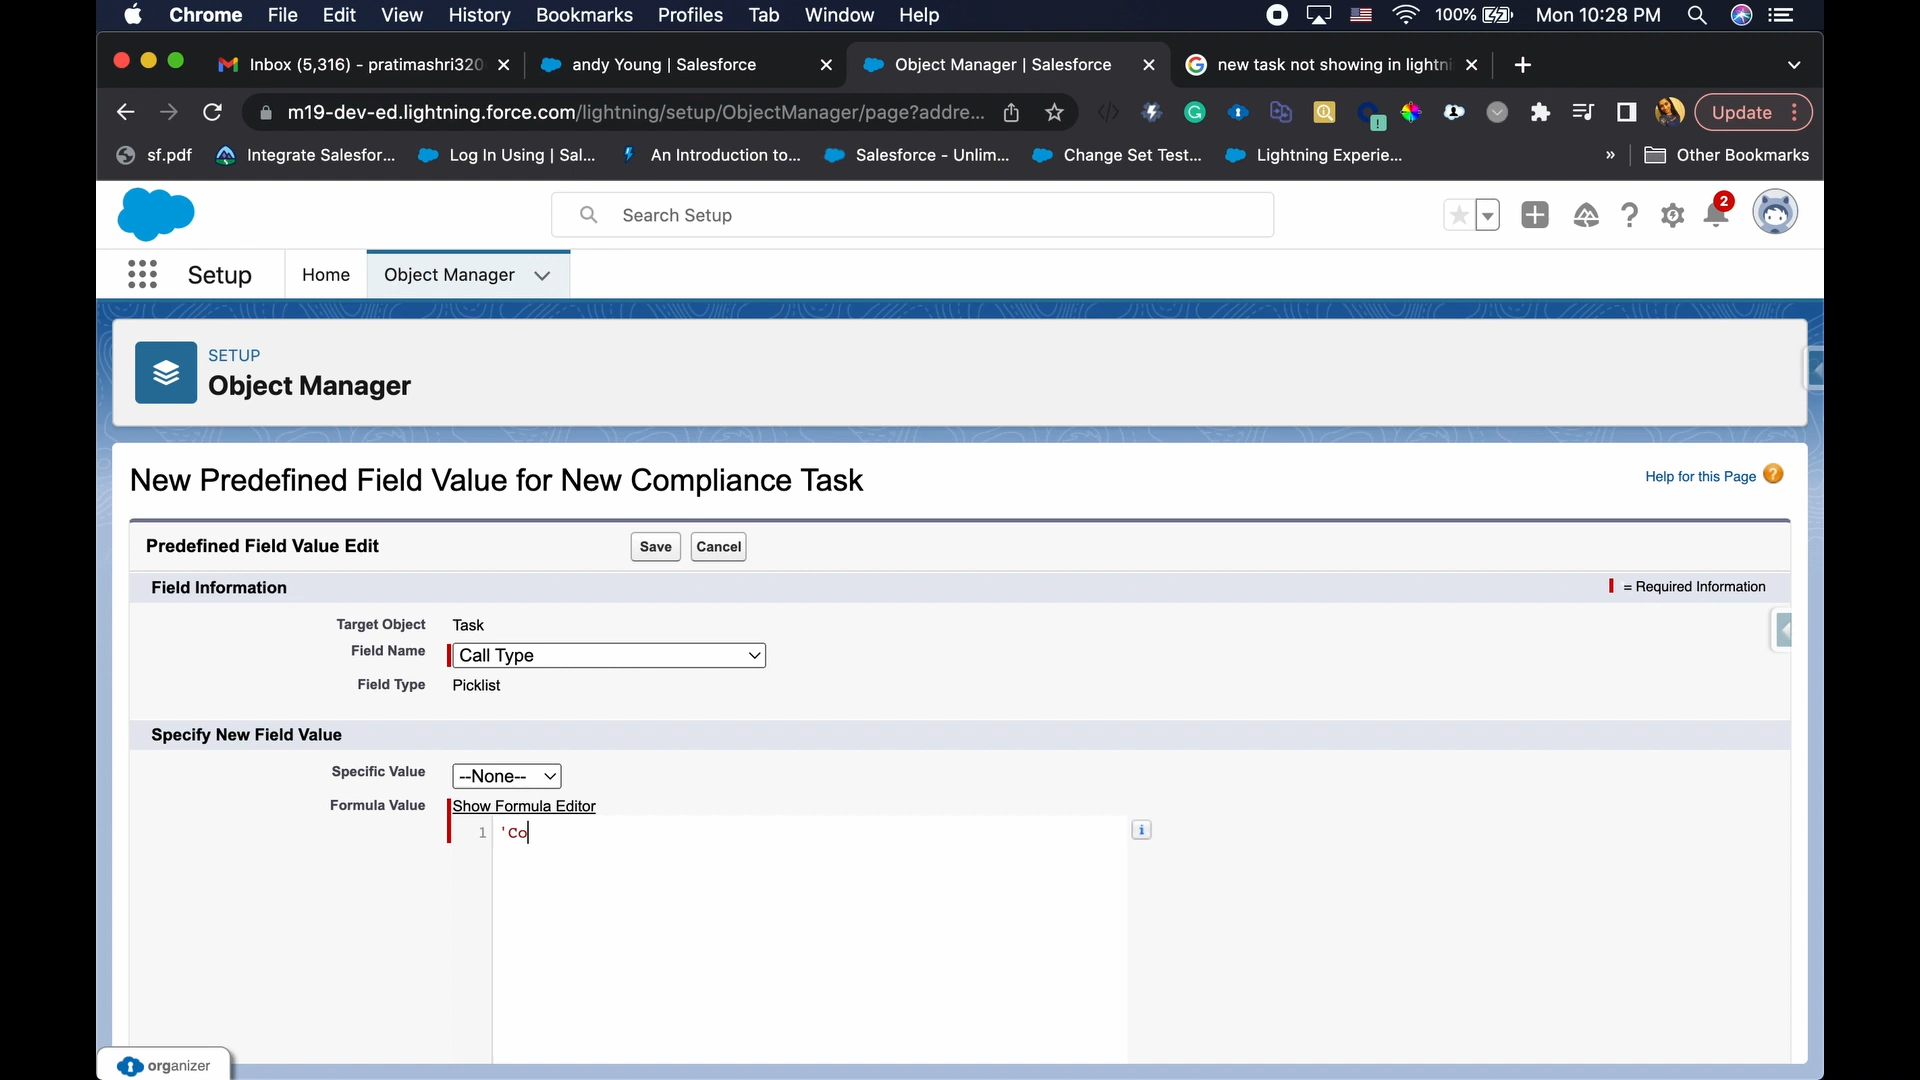 Chrome File Edit View History Bookmarks Profiles Tab Window Help 100% Mon 10:28 PM
Inbox (5,316) - pratimashri320 andy Young | Salesforce Object Manager | Salesforce new task not showing in lightni
m19-dev-ed.lightning.force.com/lightning/setup/ObjectManager/page?addre... Update
sf.pdf Integrate Salesfor... Log In Using | Sal... An Introduction to... Salesforce - Unlim... Change Set Test... Lightning Experie... » Other Bookmarks
Search Setup 2
Setup Home Object Manager
SETUP
Object Manager
New Predefined Field Value for New Compliance Task Help for this Page ?
Predefined Field Value Edit Save Cancel
Field Information = Required Information
Target Object Task
Field Name Call Type
Field Type Picklist
Specify New Field Value
Specific Value --None--
Formula Value Show Formula Editor
1 'Co i
organizer